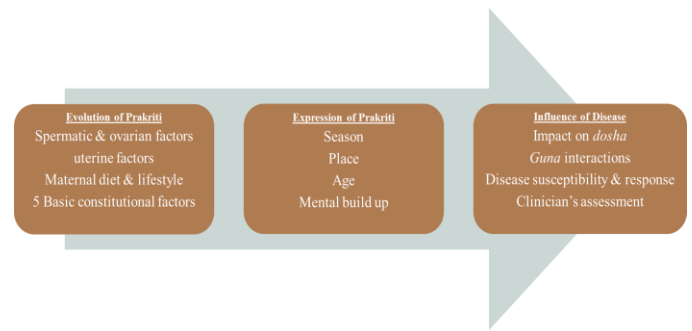 Evolution of Prakriti
Spermatic & ovarian factors
uterine factors
Maternal diet & lifestyle
5 Basic constitutional factors
Expression of Prakriti
Season
Place
Age
Mental build up
Influence of Disease
Impact on dosha
Guna interactions
Disease susceptibility & response
Clinician's assessment